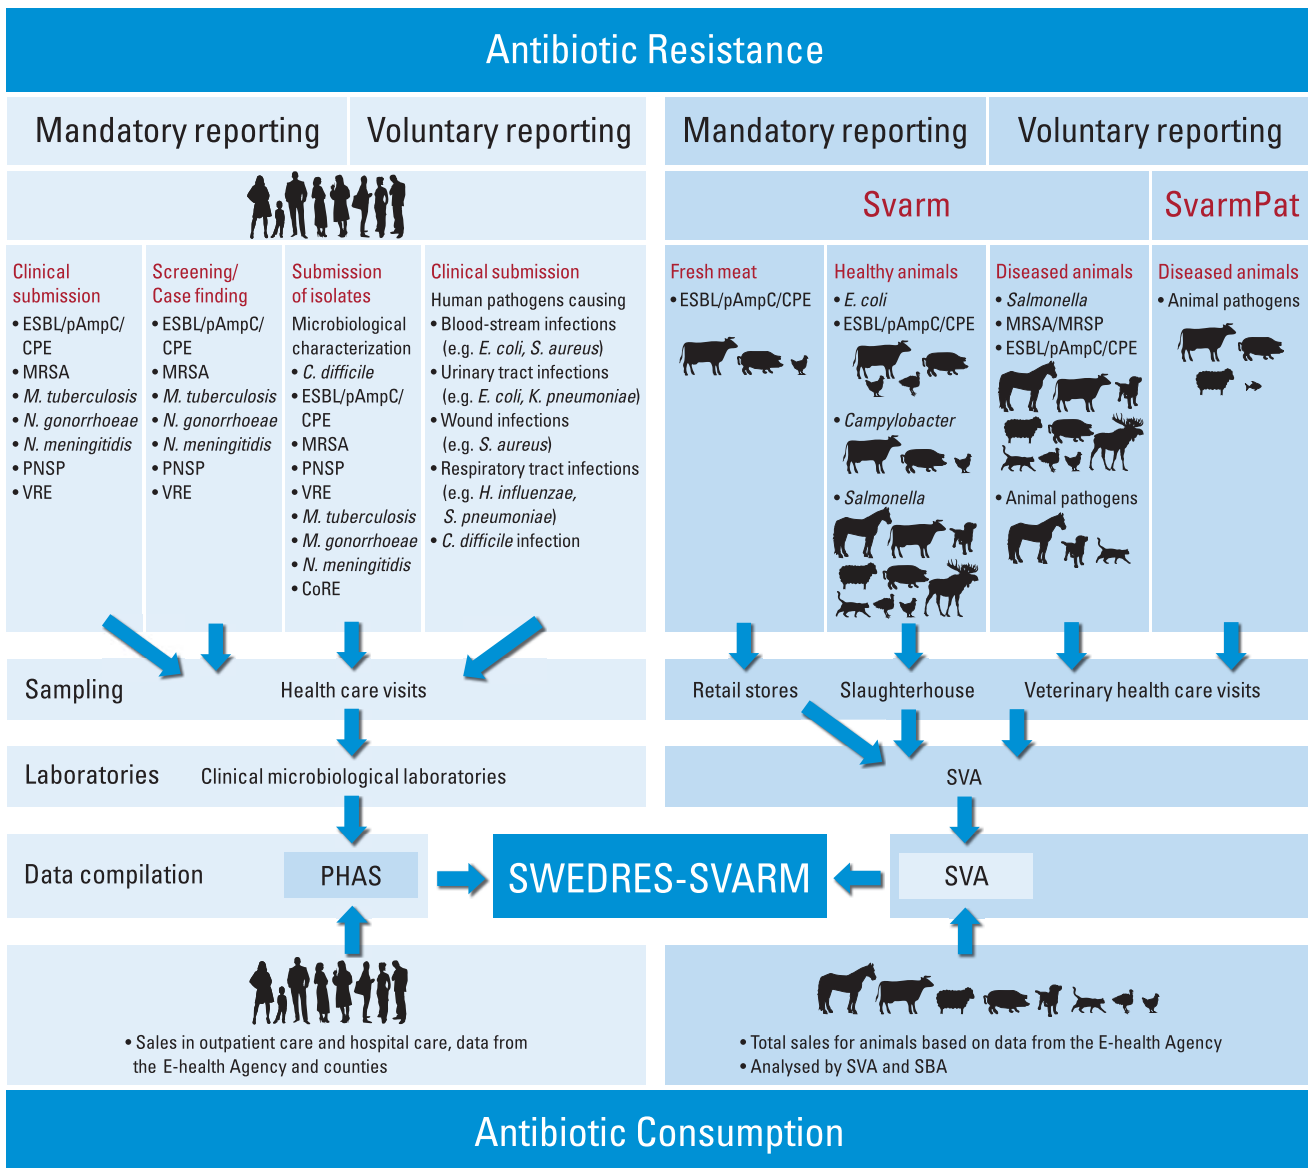 Antibiotic Resistance
Mandatory reporting
Voluntary reporting
Clinical
submission
• ESBL/pAmpC/
CPE
• MRSA
• M. tuberculosis
• N. gonorrhoeae
• N. meningitidis
• PNSP
• VRE
Screening/
Case finding
• ESBL/pAmpC/
CPE
• MRSA
• M. tuberculosis
• N. gonorrhoeae
• N. meningitidis
• PNSP
• VRE
Submission
of isolates
Microbiological
characterization
• C. difficile
• ESBL/pAmpC/
CPE
• MRSA
• PNSP
• VRE
• M. tuberculosis
• M. gonorrhoeae
• N. meningitidis
• CoRE
Clinical submission
Human pathogens causing
• Blood-stream infections
(e.g. E. coli, S. aureus)
• Urinary tract infections
(e.g. E. coli, K. pneumoniae)
• Wound infections
(e.g. S. aureus)
• Respiratory tract infections
(e.g. H. influenzae,
S. pneumoniae)
• C. difficile infection
Mandatory reporting
Voluntary reporting
Svarm
SvarmPat
Fresh meat
• ESBL/pAmpC/CPE
Healthy animals
• E. coli
• ESBL/pAmpC/CPE
• Campylobacter
• Salmonella
Diseased animals
• Salmonella
• MRSA/MRSP
• ESBL/pAmpC/CPE
• Animal pathogens
Diseased animals
• Animal pathogens
Sampling
Health care visits
Retail stores
Slaughterhouse
Veterinary health care visits
Laboratories
Clinical microbiological laboratories
SVA
Data compilation
PHAS
SWEDRES-SVARM
SVA
• Sales in outpatient care and hospital care, data from
the E-health Agency and counties
• Total sales for animals based on data from the E-health Agency
• Analysed by SVA and SBA
Antibiotic Consumption